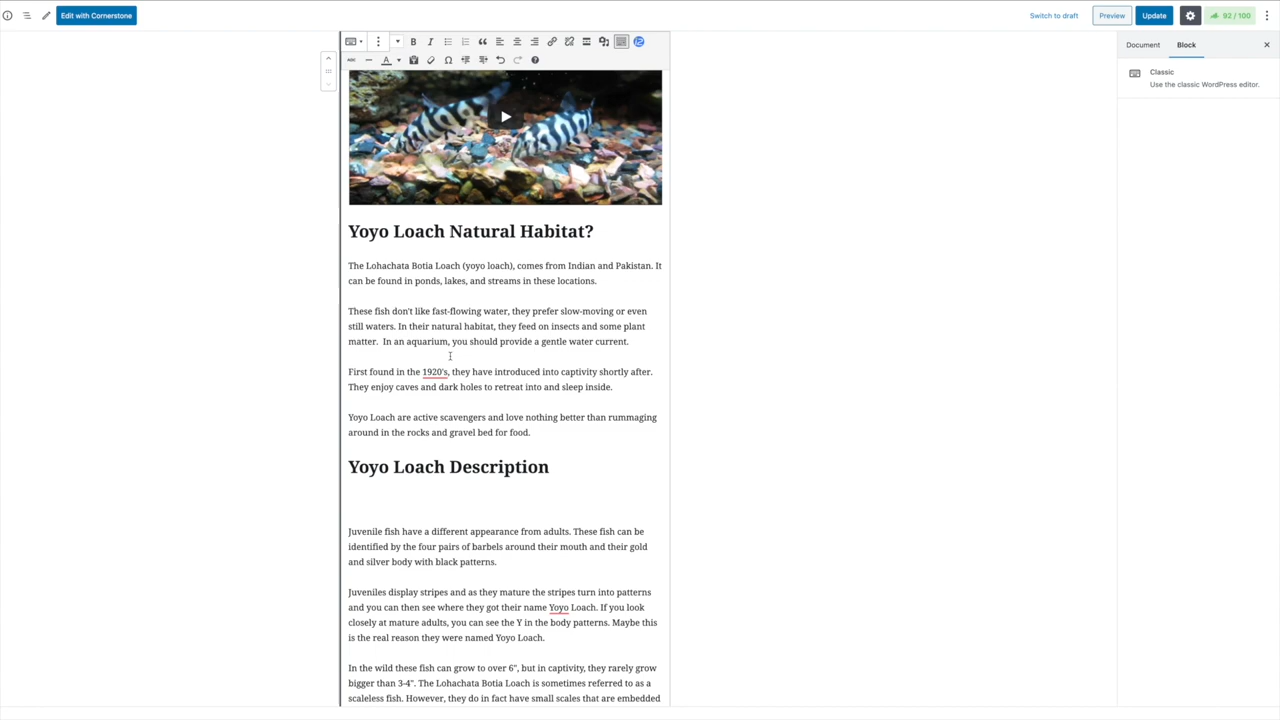 Edit with Cornerstone
Switch to draft
Preview
Update
92 / 100
Document
Block
Classic
Use the classic WordPress editor.
B
I
A
ABC
Yoyo Loach Natural Habitat?
The Lohachata Botia Loach (yoyo loach), comes from Indian and Pakistan. It
can be found in ponds, lakes, and streams in these locations.
These fish don't like fast-flowing water, they prefer slow-moving or even
still waters. In their natural habitat, they feed on insects and some plant
matter.  In an aquarium, you should provide a gentle water current.
First found in the 1920's, they have introduced into captivity shortly after.
They enjoy caves and dark holes to retreat into and sleep inside.
Yoyo Loach are active scavengers and love nothing better than rummaging
around in the rocks and gravel bed for food.
Yoyo Loach Description
Juvenile fish have a different appearance from adults. These fish can be
identified by the four pairs of barbels around their mouth and their gold
and silver body with black patterns.
Juveniles display stripes and as they mature the stripes turn into patterns
and you can then see where they got their name Yoyo Loach. If you look
closely at mature adults, you can see the Y in the body patterns. Maybe this
is the real reason they were named Yoyo Loach.
In the wild these fish can grow to over 6", but in captivity, they rarely grow
bigger than 3-4". The Lohachata Botia Loach is sometimes referred to as a
scaleless fish. However, they do in fact have small scales that are embedded